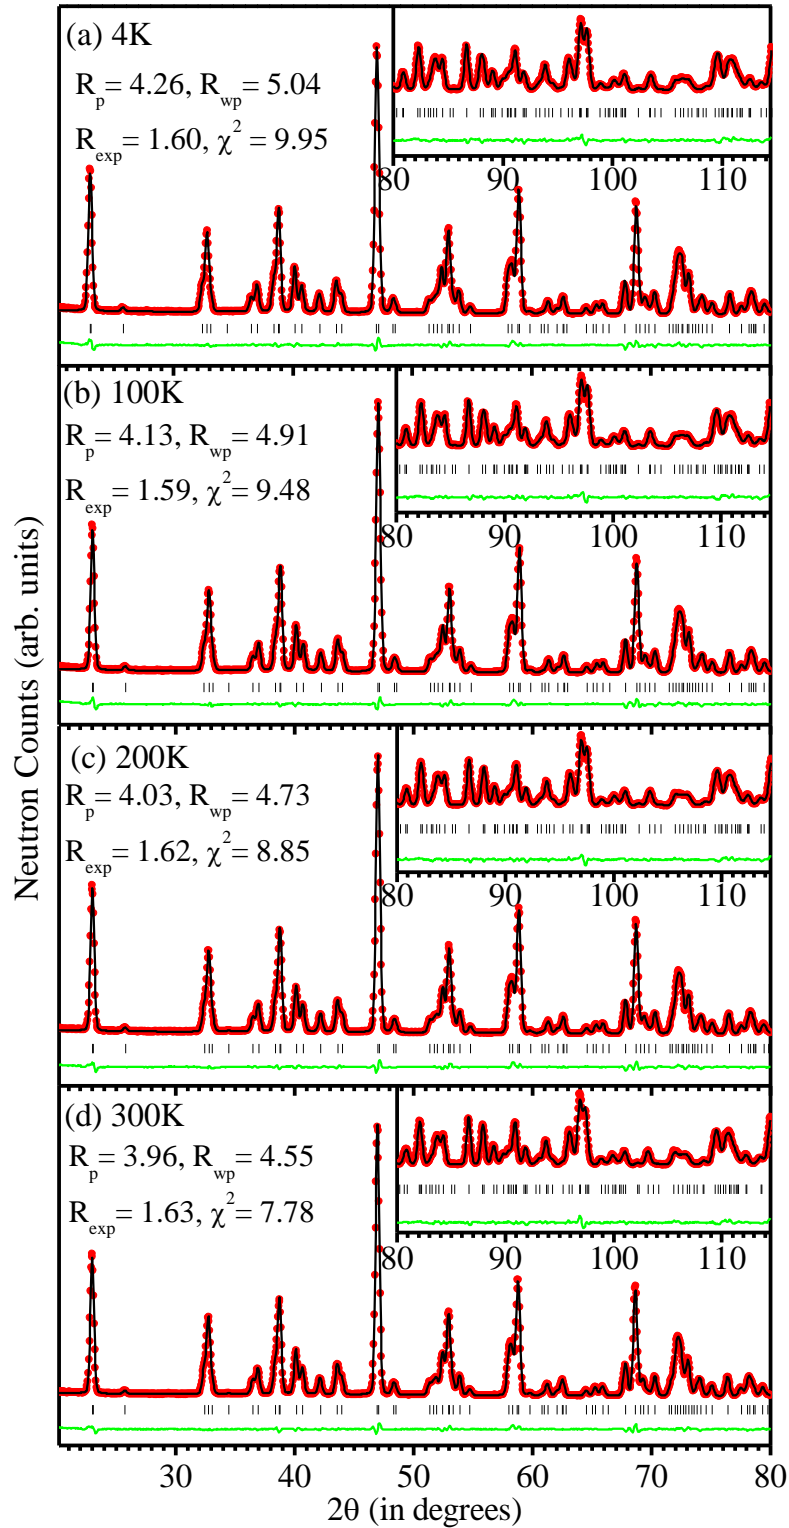 Neutron Counts (arb. units)
(a) 4K
R_p = 4.26, R_wp = 5.04
R_exp = 1.60, χ² = 9.95
80 90 100 110
(b) 100K
R_p = 4.13, R_wp = 4.91
R_exp = 1.59, χ² = 9.48
80 90 100 110
(c) 200K
R_p = 4.03, R_wp = 4.73
R_exp = 1.62, χ² = 8.85
80 90 100 110
(d) 300K
R_p = 3.96, R_wp = 4.55
R_exp = 1.63, χ² = 7.78
80 90 100 110
30 40 50 60 70 80
2θ (in degrees)